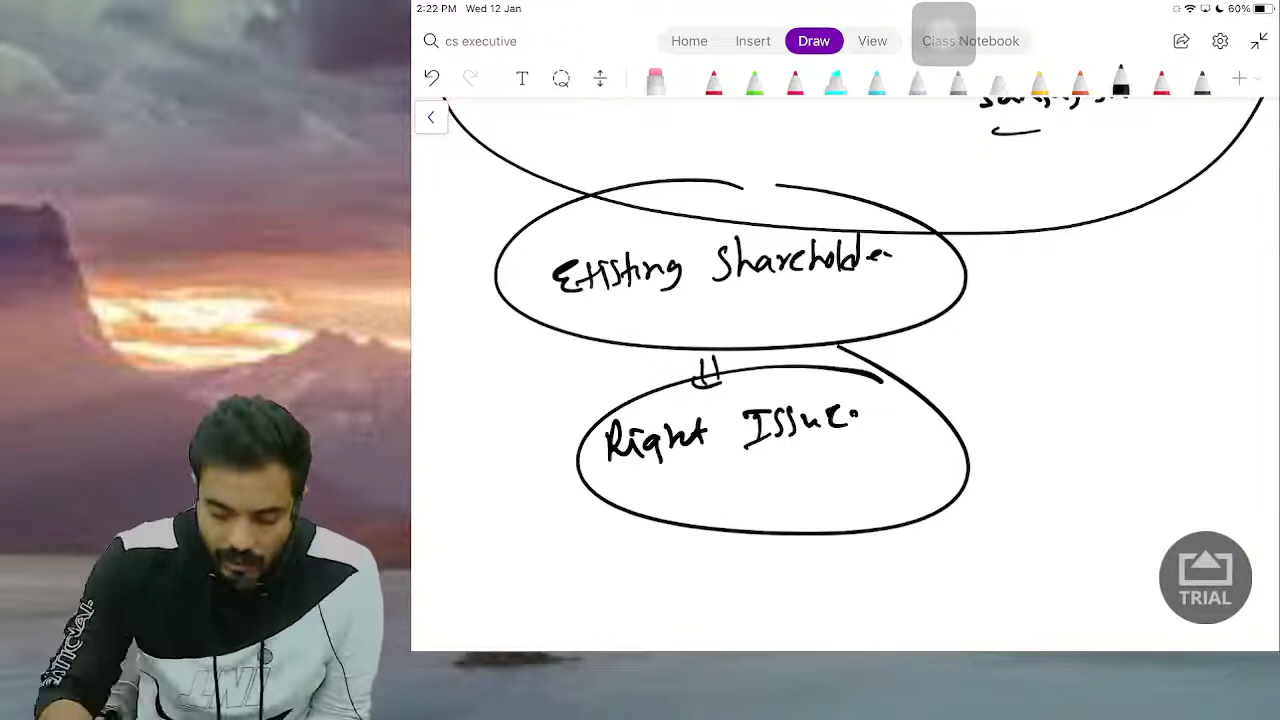 2:22 PM Wed 12 Jan
60%
cs executive
Home Insert Draw View Class Notebook
T
Existing Shareholder
Right Issue
TRIAL